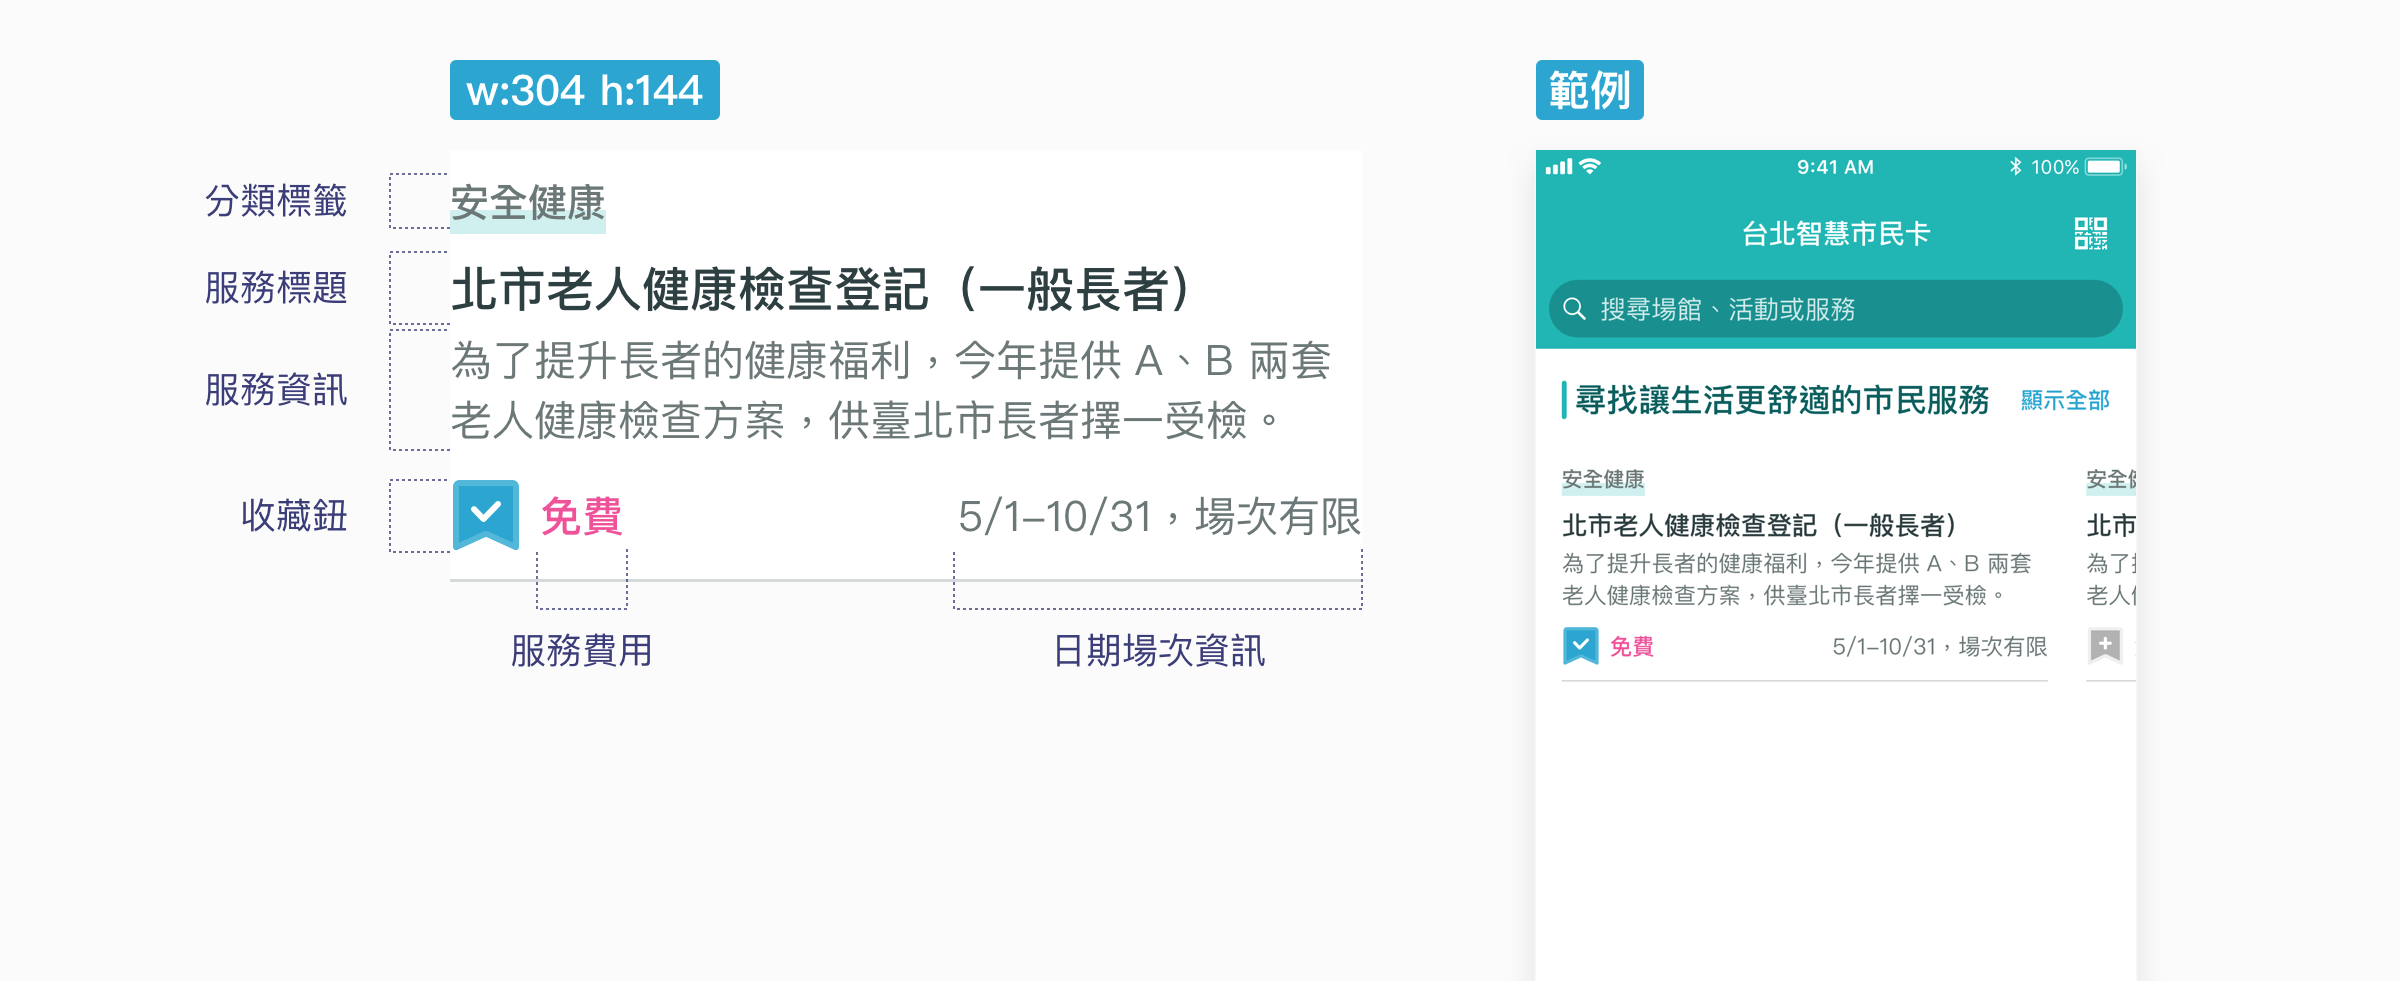 w:304 h:144
分類標籤
安全健康
服務標題
北市老人健康檢查登記（一般長者）
服務資訊
為了提升長者的健康福利，今年提供 A、B 兩套
老人健康檢查方案，供臺北市長者擇一受檢。
收藏鈕
免費
5/1–10/31，場次有限
服務費用
日期場次資訊
範例
9:41 AM
100%
台北智慧市民卡
搜尋場館、活動或服務
尋找讓生活更舒適的市民服務
顯示全部
安全健康
北市老人健康檢查登記（一般長者）
為了提升長者的健康福利，今年提供 A、B 兩套
老人健康檢查方案，供臺北市長者擇一受檢。
免費
5/1–10/31，場次有限
安全
北市
為了
老人